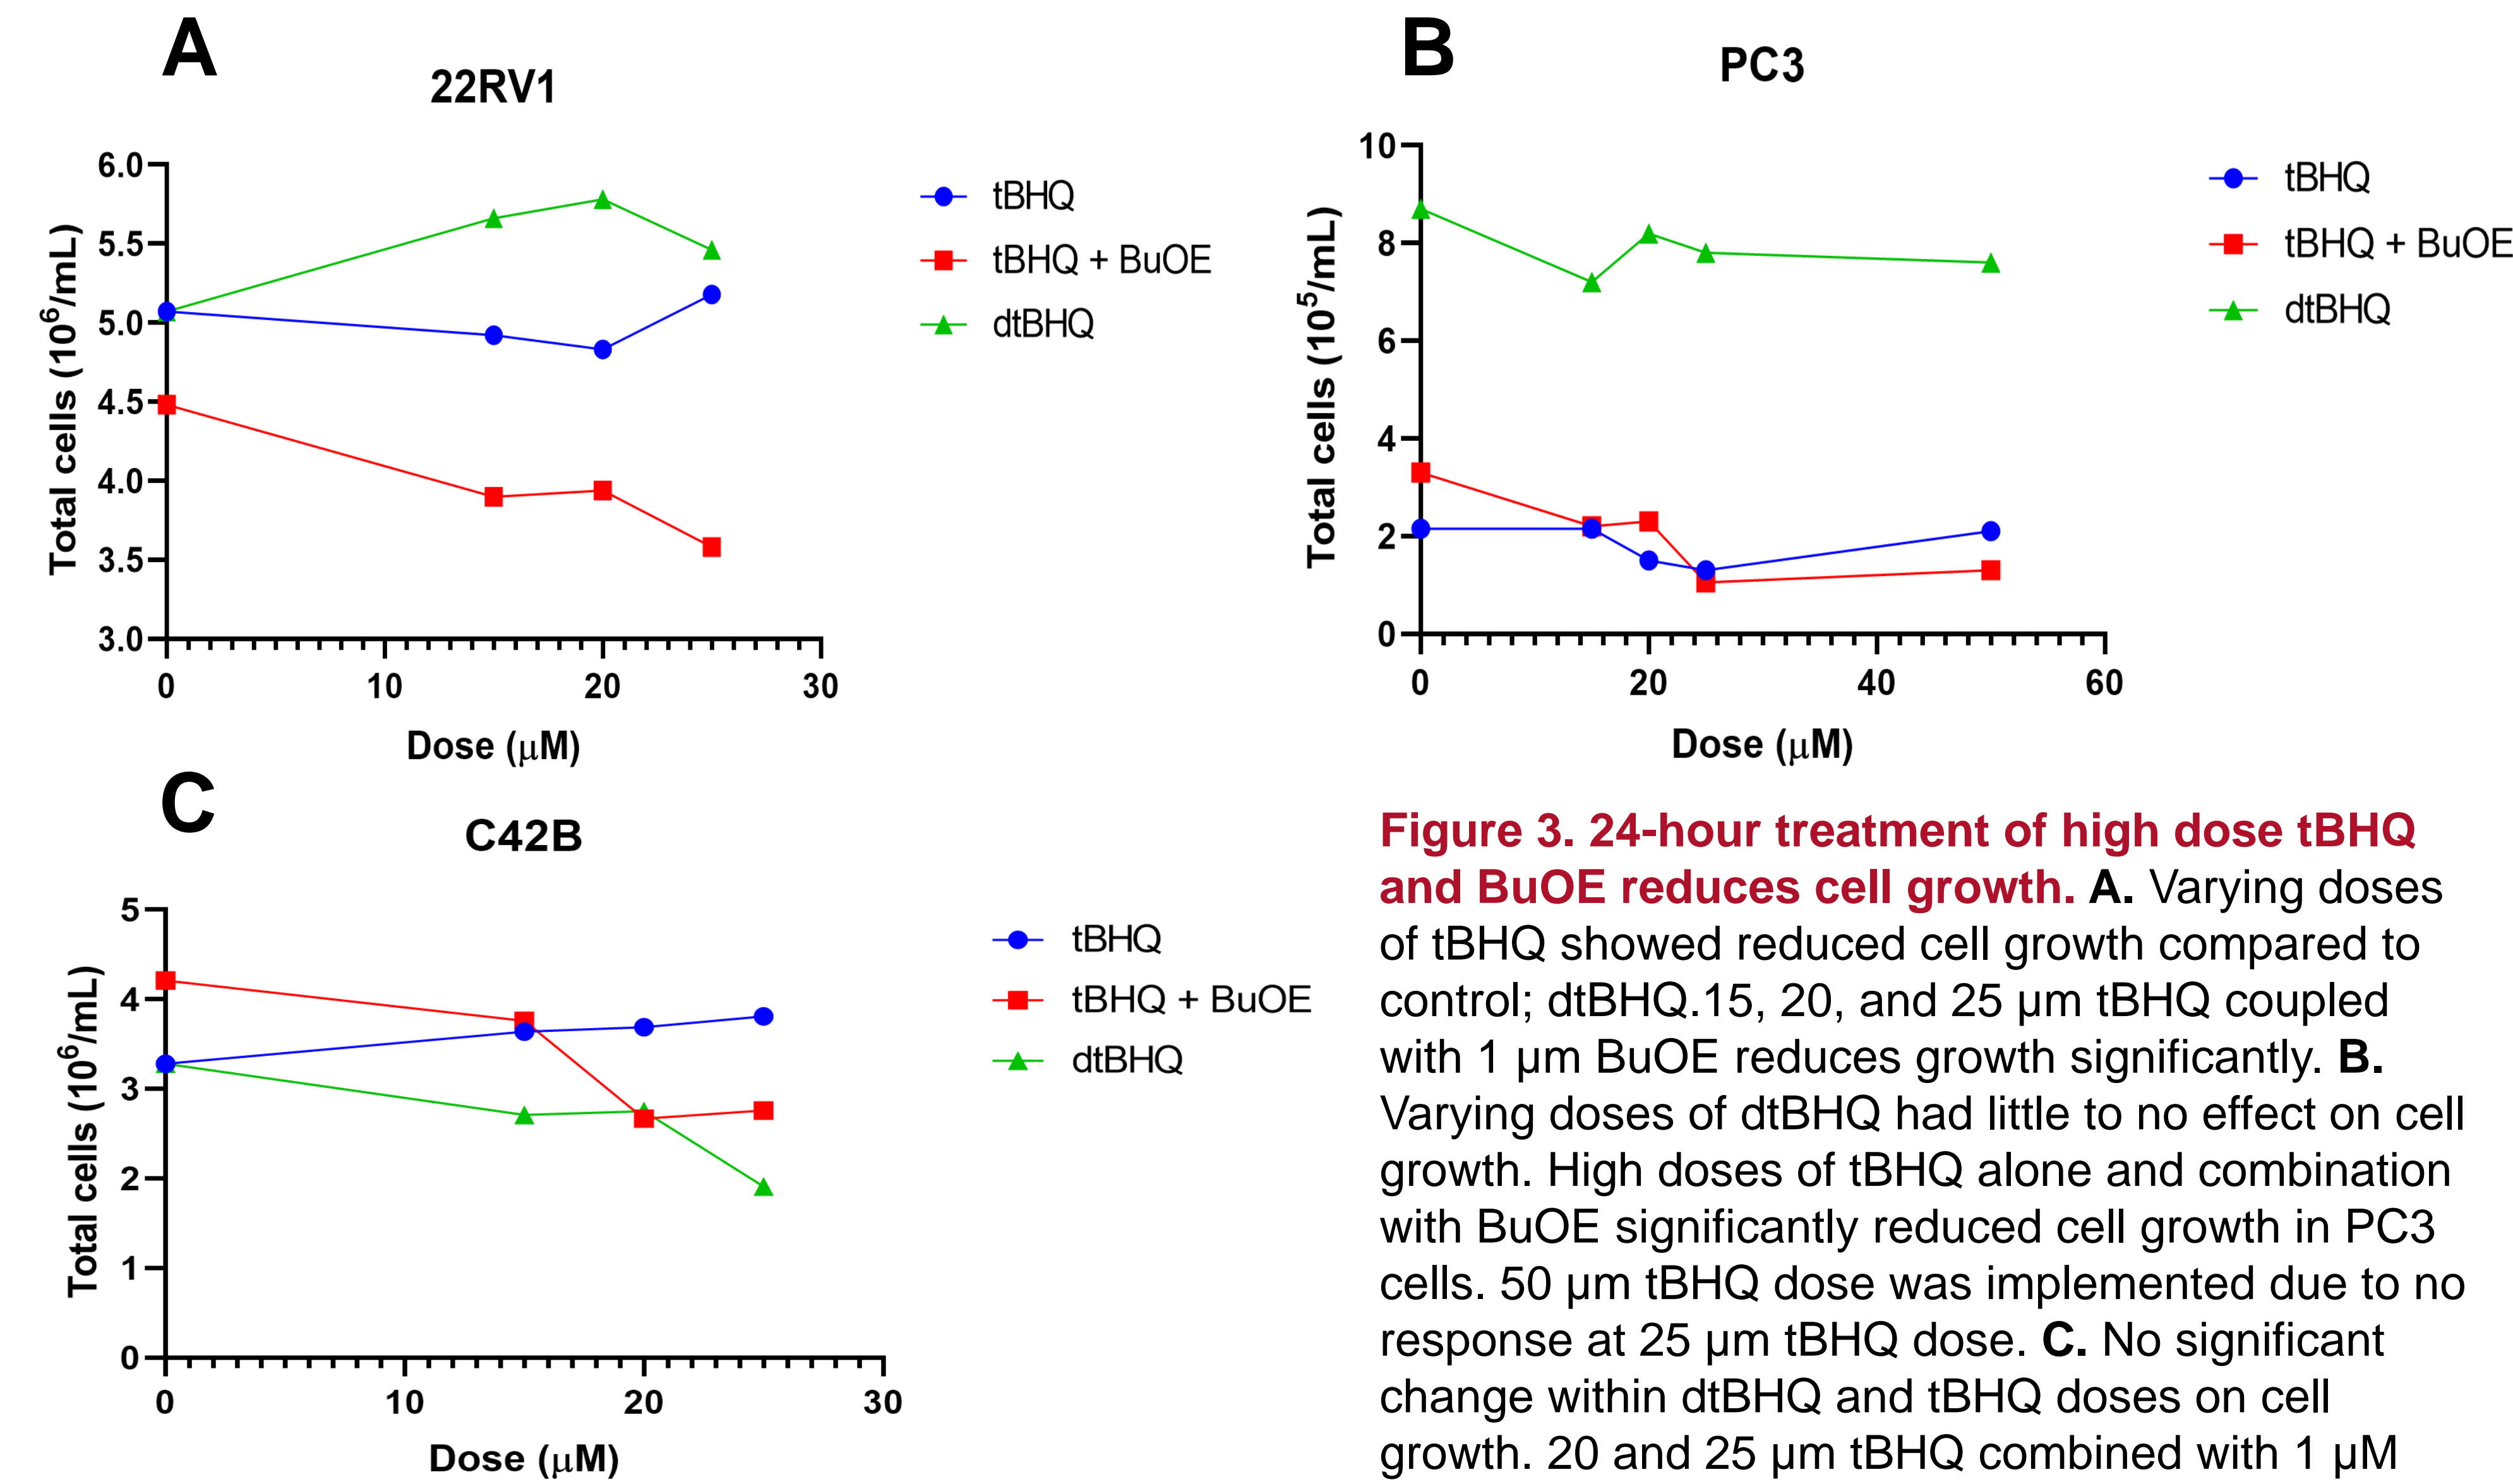 A
22RV1
6.0
5.5
5.0
4.5
4.0
3.5
3.0
Total cells (10⁶/mL)
0 10 20 30
Dose (μM)
tBHQ
tBHQ + BuOE
dtBHQ
B
PC3
10
8
6
4
2
0
Total cells (10⁵/mL)
0 20 40 60
Dose (μM)
tBHQ
tBHQ + BuOE
dtBHQ
C
C42B
5
4
3
2
1
0
Total cells (10⁶/mL)
0 10 20 30
Dose (μM)
tBHQ
tBHQ + BuOE
dtBHQ
Figure 3. 24-hour treatment of high dose tBHQ
and BuOE reduces cell growth. A. Varying doses
of tBHQ showed reduced cell growth compared to
control; dtBHQ.15, 20, and 25 μm tBHQ coupled
with 1 μm BuOE reduces growth significantly. B.
Varying doses of dtBHQ had little to no effect on cell
growth. High doses of tBHQ alone and combination
with BuOE significantly reduced cell growth in PC3
cells. 50 μm tBHQ dose was implemented due to no
response at 25 μm tBHQ dose. C. No significant
change within dtBHQ and tBHQ doses on cell
growth. 20 and 25 μm tBHQ combined with 1 μM